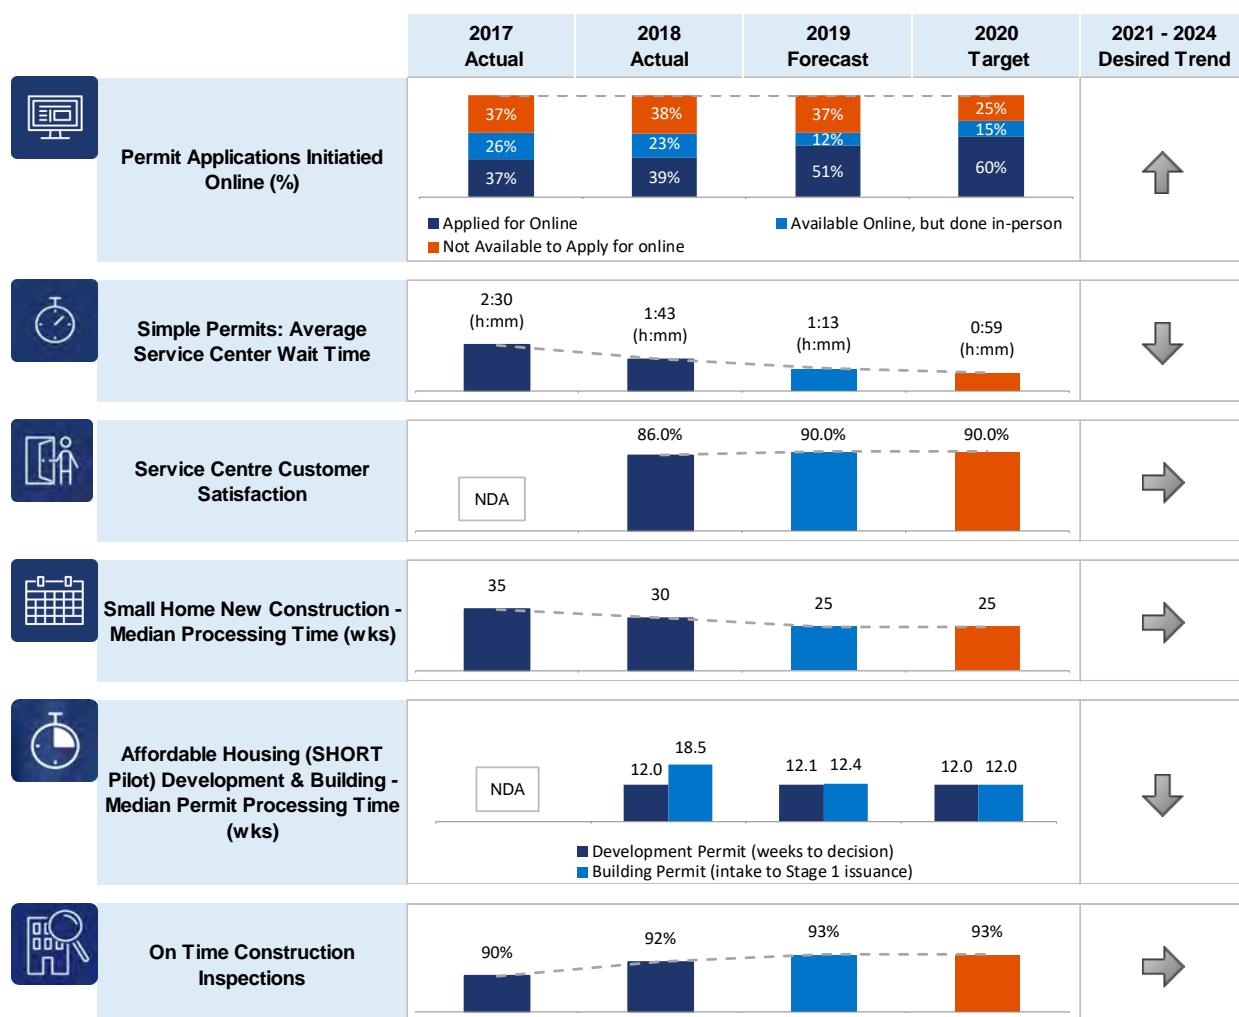 2017 Actual
2018 Actual
2019 Forecast
2020 Target
2021 - 2024 Desired Trend
Permit Applications Initiatied
Online (%)
37%
38%
37%
25%
26%
23%
12%
15%
37%
39%
51%
60%
Applied for Online
Available Online, but done in-person
Not Available to Apply for online
Simple Permits: Average
Service Center Wait Time
2:30
(h:mm)
1:43
(h:mm)
1:13
(h:mm)
0:59
(h:mm)
Service Centre Customer
Satisfaction
NDA
86.0%
90.0%
90.0%
Small Home New Construction -
Median Processing Time (wks)
35
30
25
25
Affordable Housing (SHORT
Pilot) Development & Building -
Median Permit Processing Time
(wks)
NDA
12.0
18.5
12.1
12.4
12.0
12.0
Development Permit (weeks to decision)
Building Permit (intake to Stage 1 issuance)
On Time Construction
Inspections
90%
92%
93%
93%